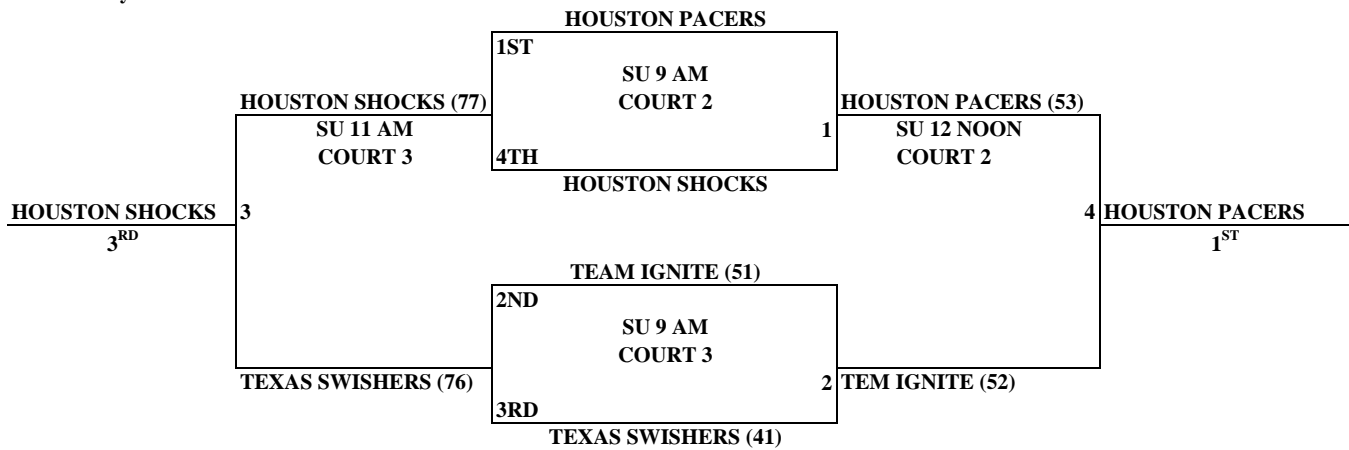 HOUSTON PACERS
1ST
SU 9 AM
COURT 2
HOUSTON SHOCKS (77)
HOUSTON PACERS (53)
SU 11 AM
COURT 3
1
SU 12 NOON
COURT 2
4TH
HOUSTON SHOCKS
HOUSTON SHOCKS
3
3RD
4
HOUSTON PACERS
1ST
TEAM IGNITE (51)
2ND
SU 9 AM
COURT 3
TEXAS SWISHERS (76)
2
TEM IGNITE (52)
3RD
TEXAS SWISHERS (41)